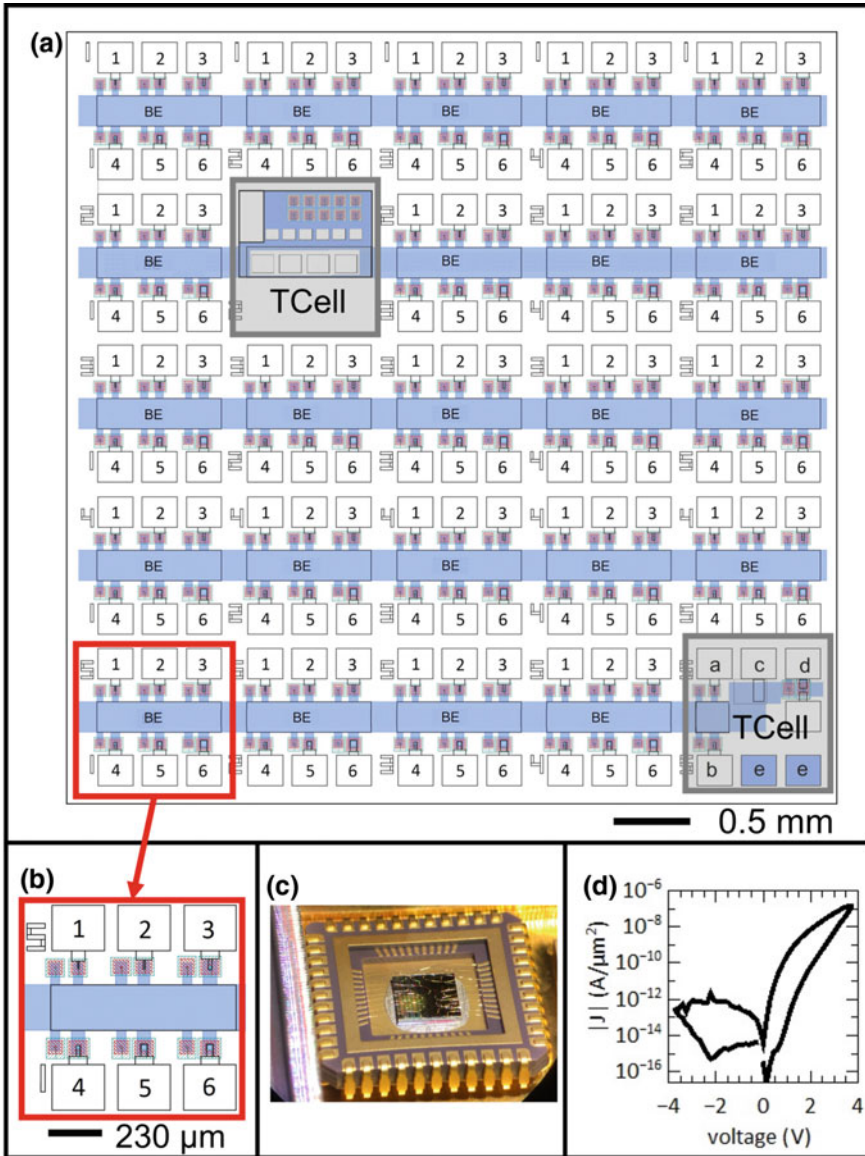 (a)
1 2 3 1 2 3 1 2 3 1 2 3 1 2 3
BE BE BE BE BE
4 5 6 4 5 6 4 5 6 4 5 6 4 5 6
1 2 3 1 2 3 1 2 3 1 2 3
BE BE BE BE
TCell
4 5 6 4 5 6 4 5 6 4 5 6
1 2 3 1 2 3 1 2 3 1 2 3 1 2 3
BE BE BE BE BE
4 5 6 4 5 6 4 5 6 4 5 6 4 5 6
1 2 3 1 2 3 1 2 3 1 2 3 1 2 3
BE BE BE BE BE
4 5 6 4 5 6 4 5 6 4 5 6 4 5 6
1 2 3 1 2 3 1 2 3 1 2 3 a c d
BE BE BE BE TCell
4 5 6 4 5 6 4 5 6 4 5 6 b e e
0.5 mm
(b)
1 2 3
4 5 6
230 µm
(c)
(d)
|J| (A/µm²)
10⁻⁶
10⁻⁸
10⁻¹⁰
10⁻¹²
10⁻¹⁴
10⁻¹⁶
−4 −2 0 2 4
voltage (V)